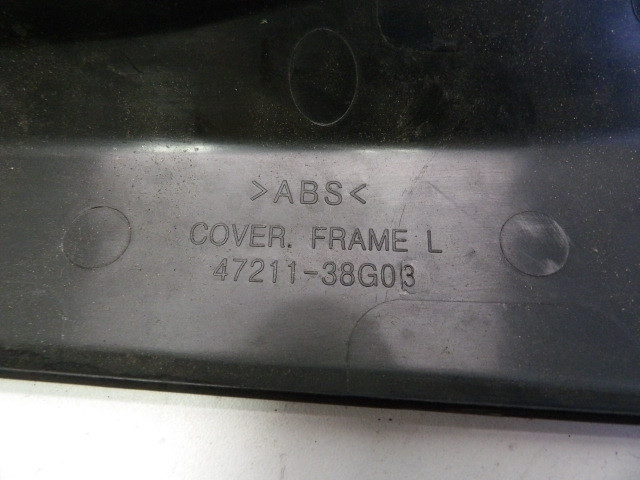 >ABS<
COVER. FRAME L
47211-38G03